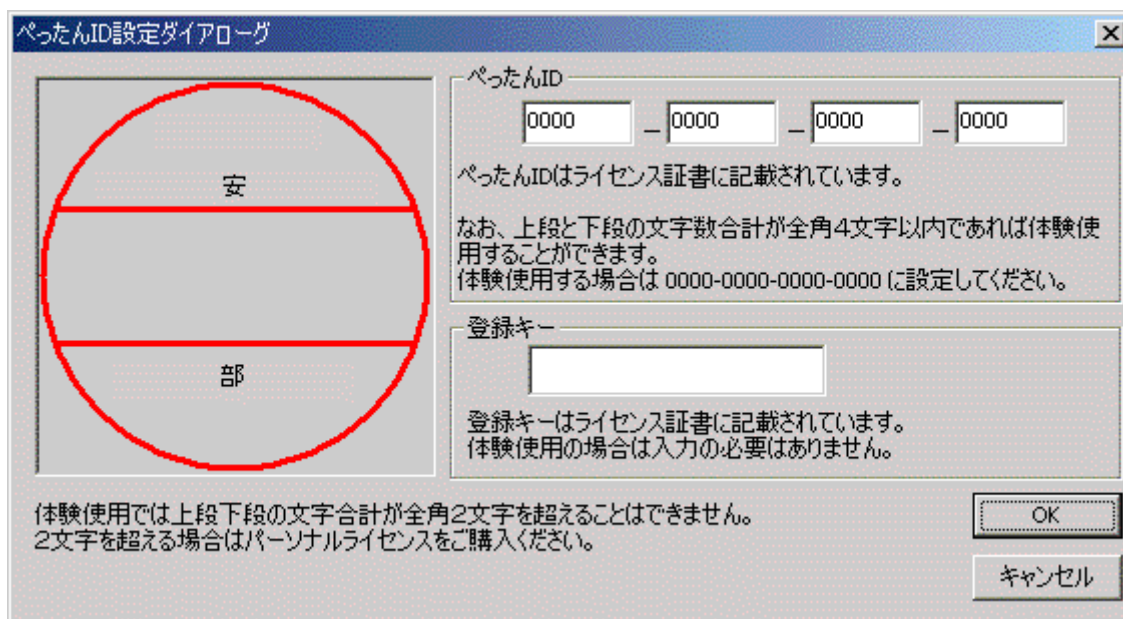 ぺったんID設定ダイアローグ
安
部
ぺったんID
0000 _ 0000 _ 0000 _ 0000
ぺったんIDはライセンス証書に記載されています。
なお、上段と下段の文字数合計が全角4文字以内であれば体験使
用することができます。
体験使用する場合は 0000-0000-0000-0000 に設定してください。
登録キー
登録キーはライセンス証書に記載されています。
体験使用の場合は入力の必要はありません。
体験使用では上段下段の文字合計が全角2文字を超えることはできません。
2文字を超える場合はパーソナルライセンスをご購入ください。
OK
キャンセル